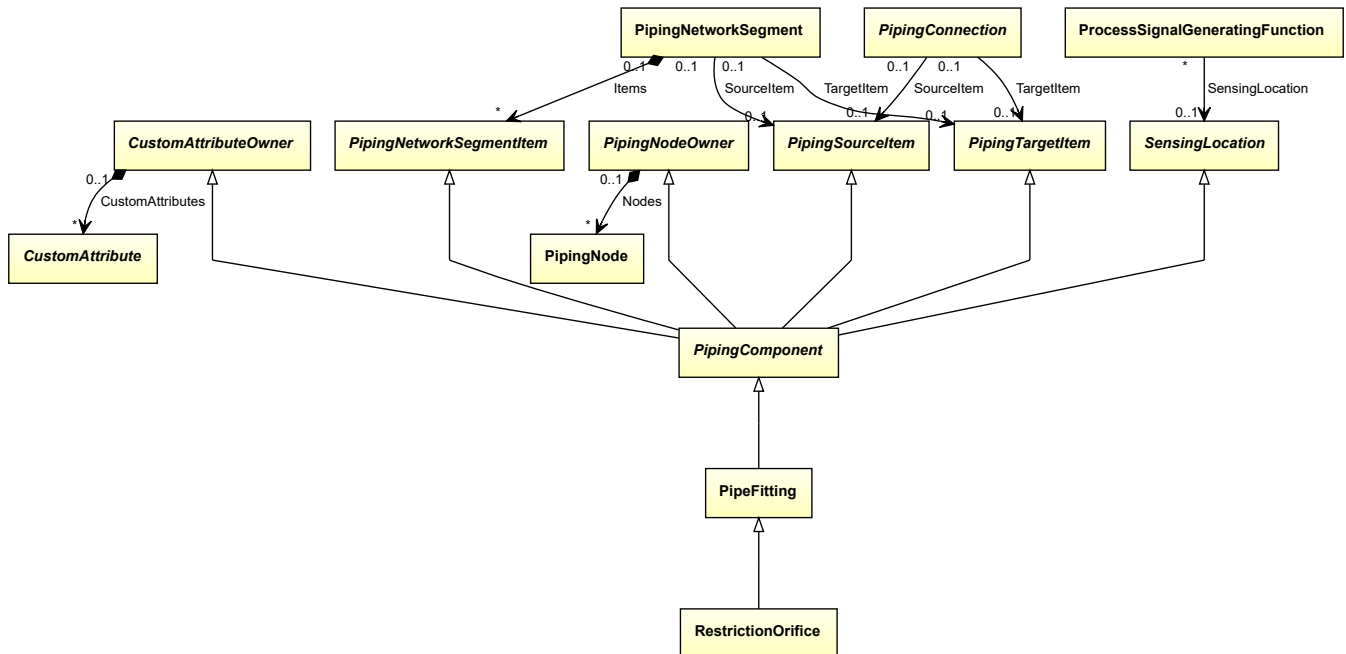 PipingNetworkSegment
PipingConnection
ProcessSignalGeneratingFunction
0..1
0..1
0..1
0..1
0..1
*
Items
SourceItem
TargetItem
SourceItem
TargetItem
SensingLocation
*
0..1
0..1
0..1
0..1
0..1
CustomAttributeOwner
PipingNetworkSegmentItem
PipingNodeOwner
PipingSourceItem
PipingTargetItem
SensingLocation
0..1
CustomAttributes
*
0..1
Nodes
*
CustomAttribute
PipingNode
PipingComponent
PipeFitting
RestrictionOrifice